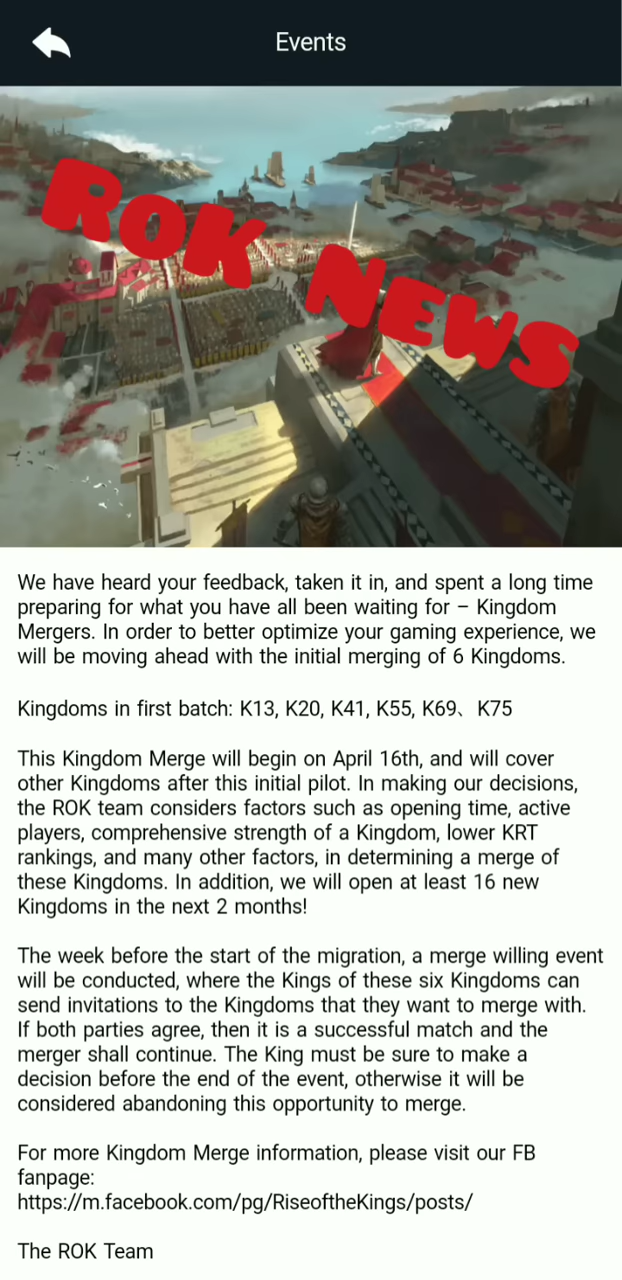 Events
ROK NEWS
We have heard your feedback, taken it in, and spent a long time
preparing for what you have all been waiting for – Kingdom
Mergers. In order to better optimize your gaming experience, we
will be moving ahead with the initial merging of 6 Kingdoms.
Kingdoms in first batch: K13, K20, K41, K55, K69、K75
This Kingdom Merge will begin on April 16th, and will cover
other Kingdoms after this initial pilot. In making our decisions,
the ROK team considers factors such as opening time, active
players, comprehensive strength of a Kingdom, lower KRT
rankings, and many other factors, in determining a merge of
these Kingdoms. In addition, we will open at least 16 new
Kingdoms in the next 2 months!
The week before the start of the migration, a merge willing event
will be conducted, where the Kings of these six Kingdoms can
send invitations to the Kingdoms that they want to merge with.
If both parties agree, then it is a successful match and the
merger shall continue. The King must be sure to make a
decision before the end of the event, otherwise it will be
considered abandoning this opportunity to merge.
For more Kingdom Merge information, please visit our FB
fanpage:
https://m.facebook.com/pg/RiseoftheKings/posts/
The ROK Team